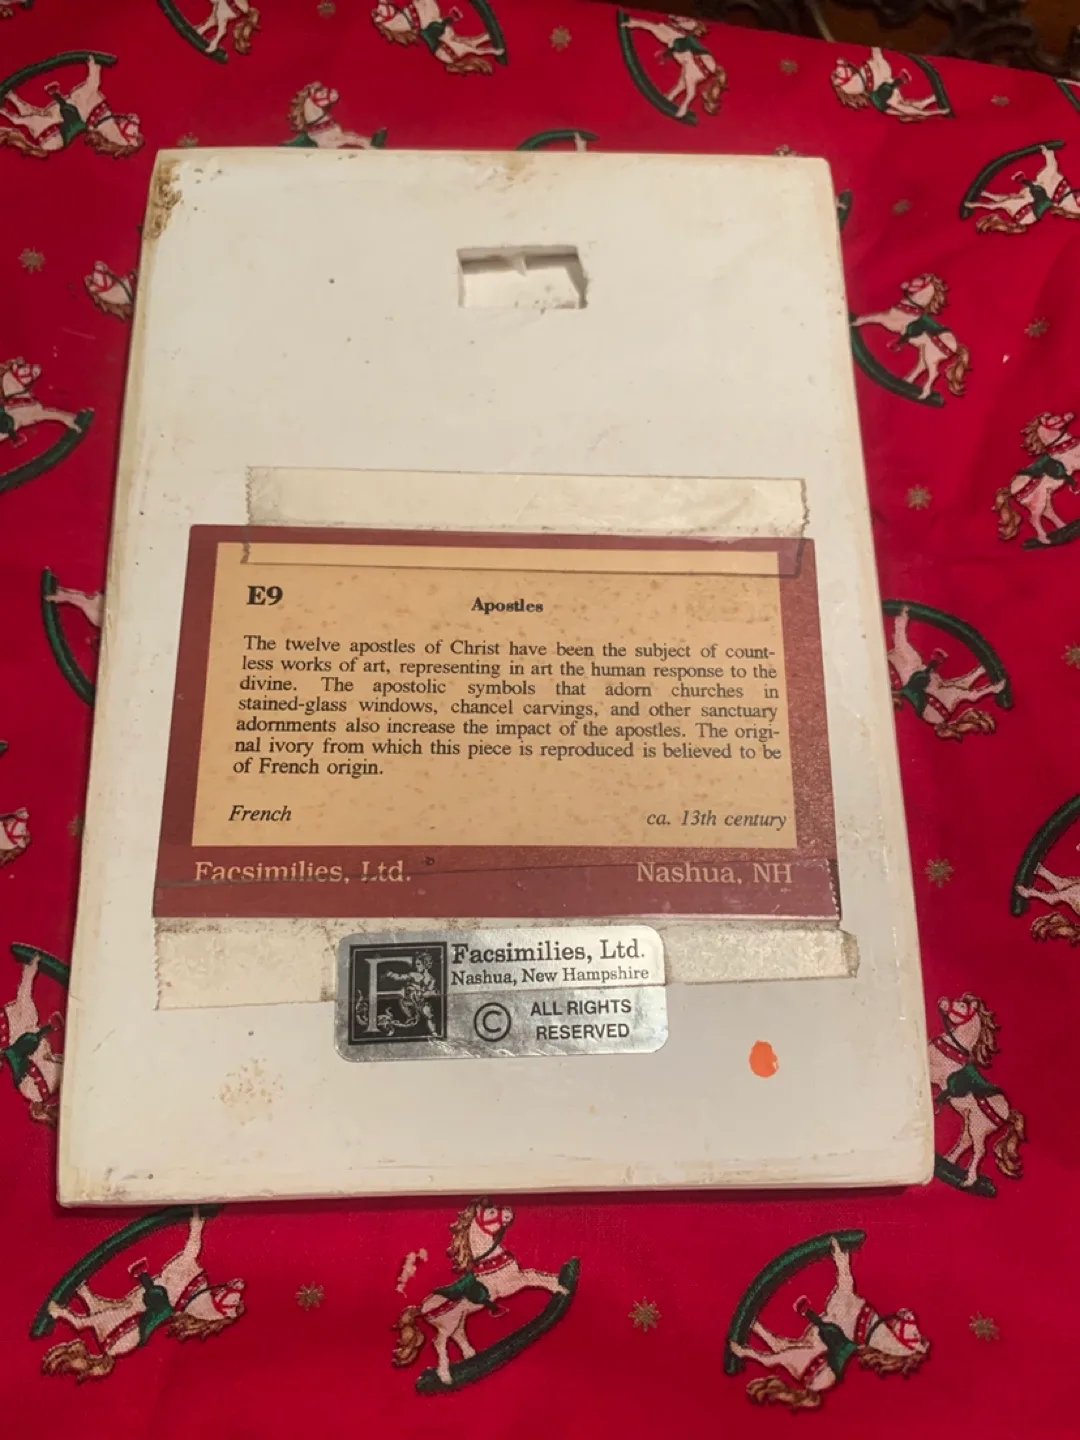 E9
Apostles
The twelve apostles of Christ have been the subject of count-
less works of art, representing in art the human response to the
divine. The apostolic symbols that adorn churches in
stained-glass windows, chancel carvings, and other sanctuary
adornments also increase the impact of the apostles. The origi-
nal ivory from which this piece is reproduced is believed to be
of French origin.
French ca. 13th century
Facsimilies, Ltd. Nashua, NH
F
Facsimilies, Ltd.
Nashua, New Hampshire
© ALL RIGHTS
RESERVED